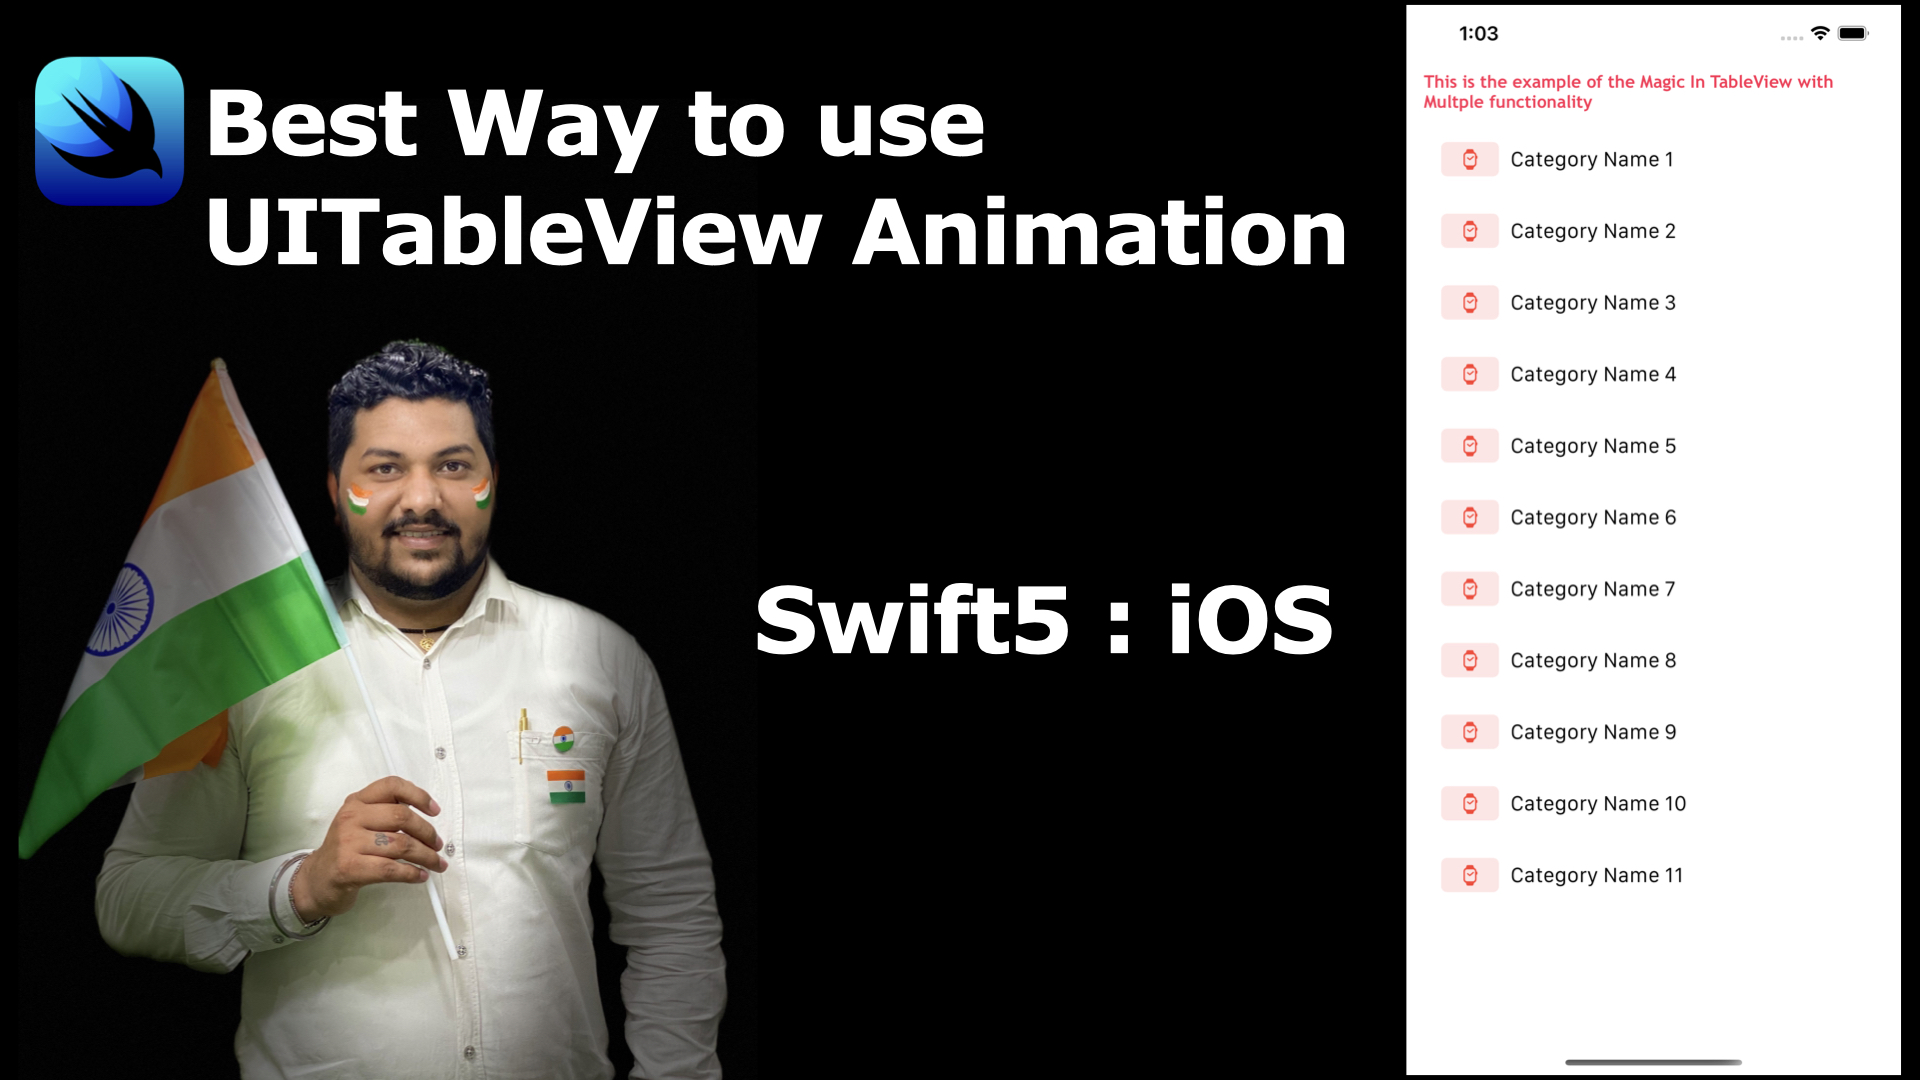 Best Way to use
UITableView Animation
Swift5 : iOS
1:03
This is the example of the Magic In TableView with
Multple functionality
Category Name 1
Category Name 2
Category Name 3
Category Name 4
Category Name 5
Category Name 6
Category Name 7
Category Name 8
Category Name 9
Category Name 10
Category Name 11